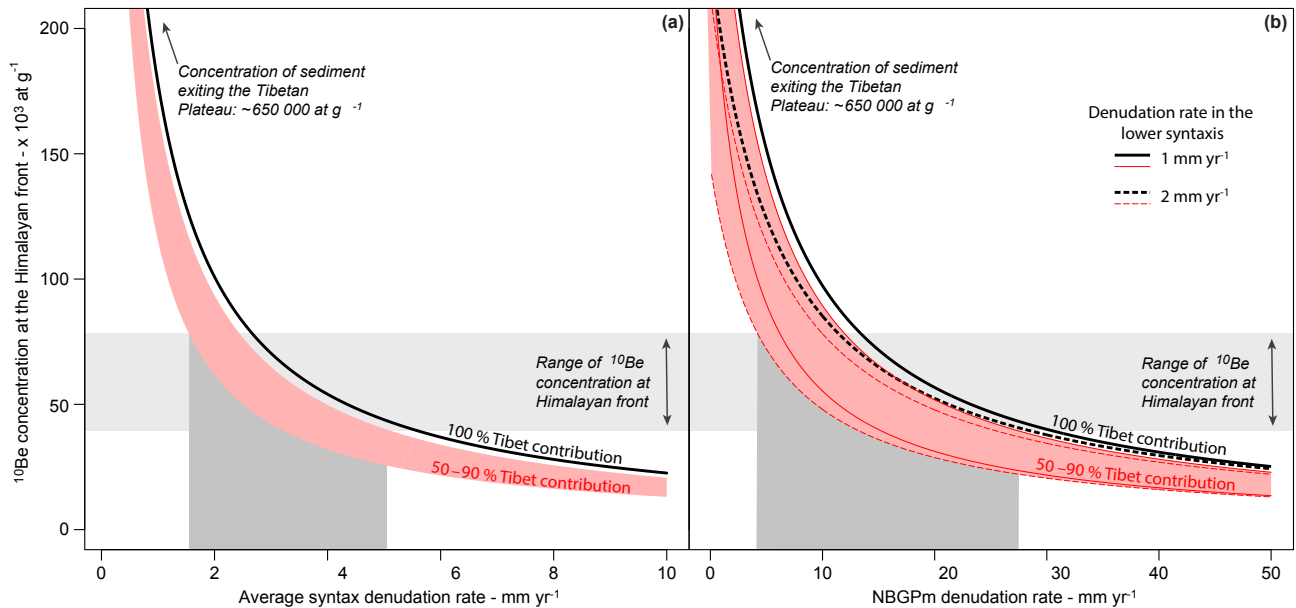 ¹⁰Be concentration at the Himalayan front - x 10³ at g⁻¹
200
150
100
50
0
(a)
Concentration of sediment
exiting the Tibetan
Plateau: ~650 000 at g ⁻¹
Range of ¹⁰Be
concentration at
Himalayan front
100 % Tibet contribution
50 –90 % Tibet contribution
0
2
4
6
8
10
Average syntax denudation rate - mm yr⁻¹
(b)
Concentration of sediment
exiting the Tibetan
Plateau: ~650 000 at g ⁻¹
Denudation rate in the
lower syntaxis
1 mm yr⁻¹
2 mm yr⁻¹
Range of ¹⁰Be
concentration at
Himalayan front
100 % Tibet contribution
50 –90 % Tibet contribution
0
10
20
30
40
50
NBGPm denudation rate - mm yr⁻¹